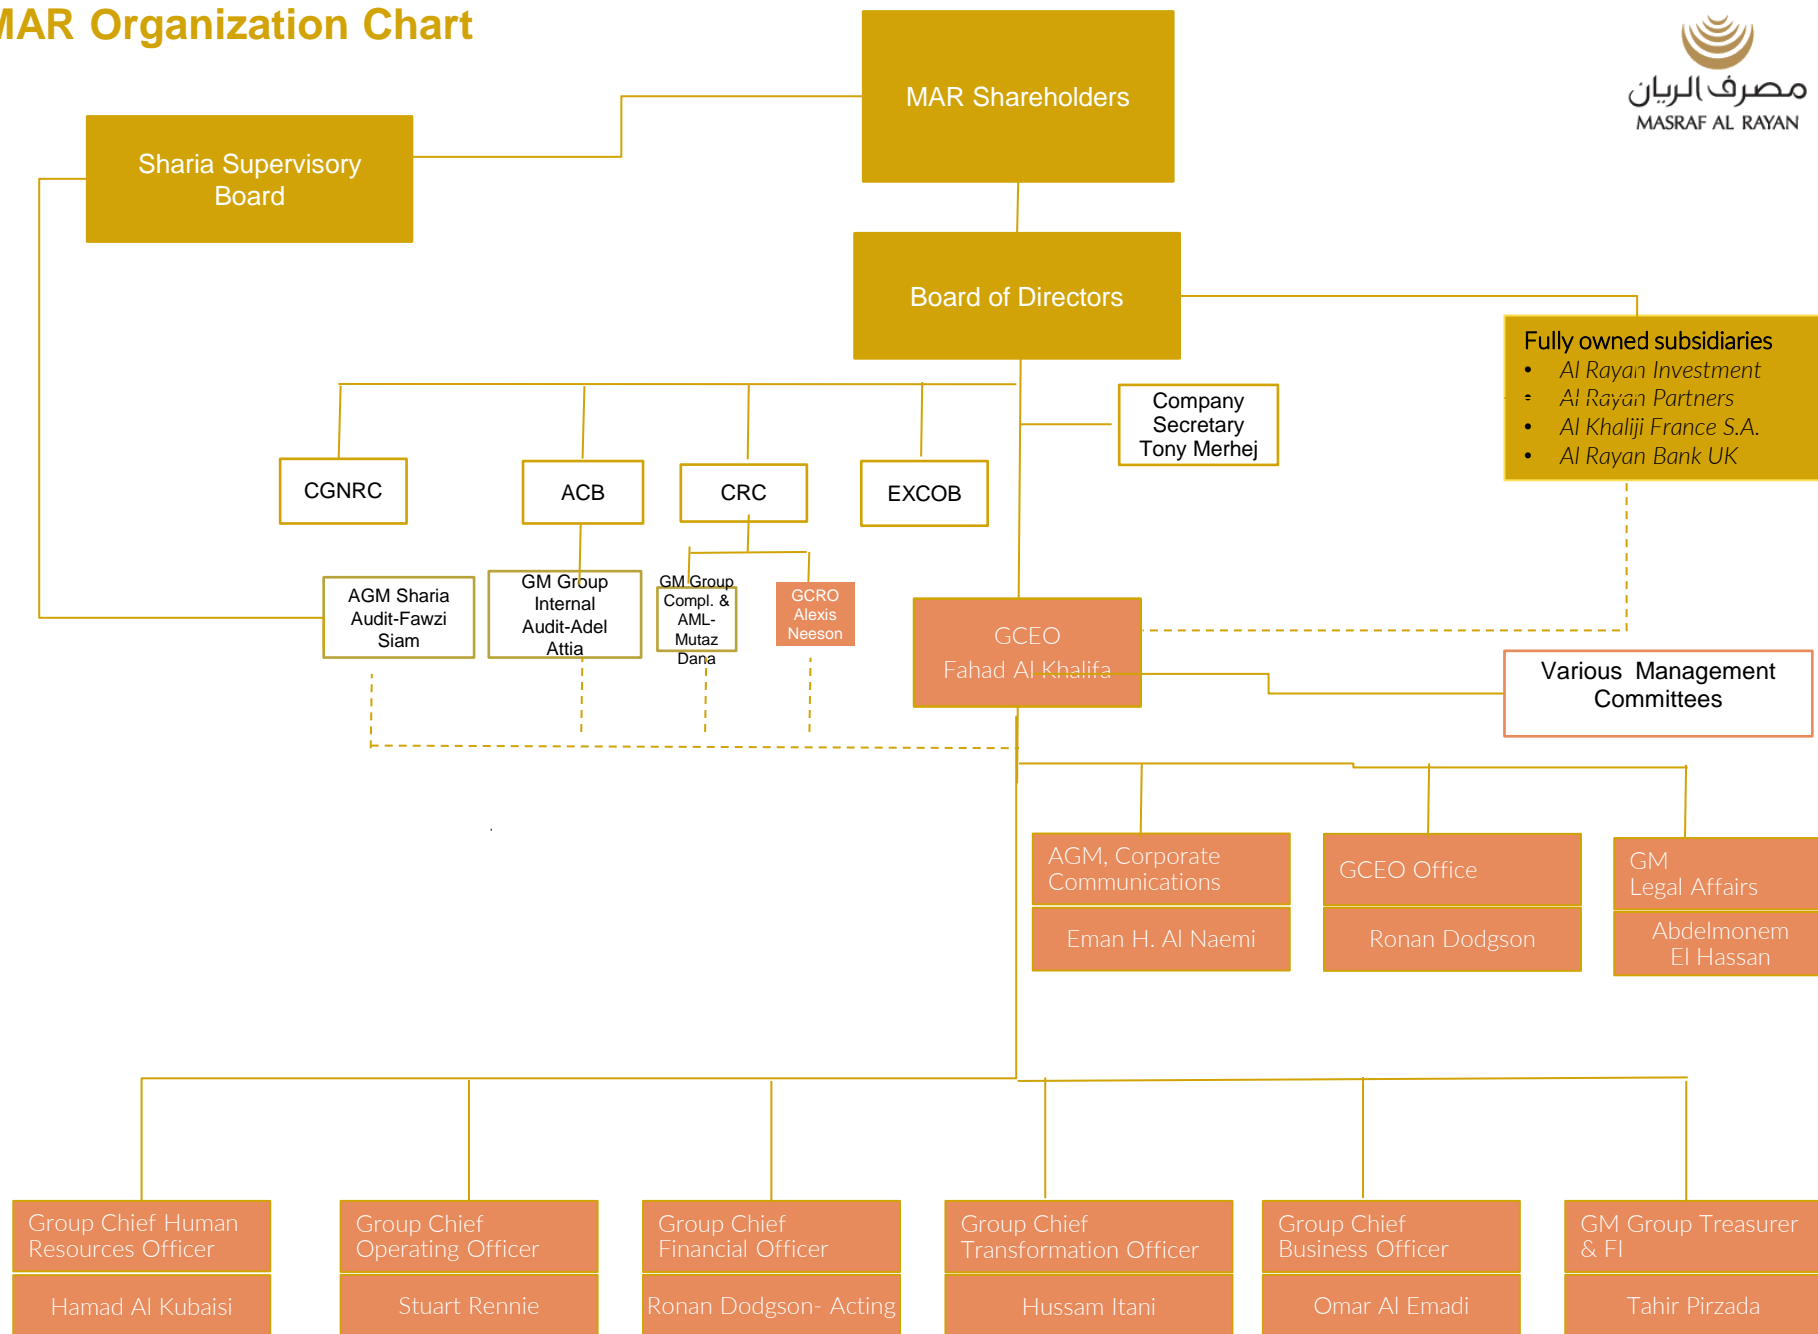 MAR Organization Chart
مصرف الريان
MASRAF AL RAYAN
MAR Shareholders
Sharia Supervisory
Board
Board of Directors
Fully owned subsidiaries
• Al Rayan Investment
• Al Rayan Partners
• Al Khaliji France S.A.
• Al Rayan Bank UK
Company
Secretary
Tony Merhej
CGNRC
ACB
CRC
EXCOB
AGM Sharia
Audit-Fawzi
Siam
GM Group
Internal
Audit-Adel
Attia
GM Group
Compl. &
AML-
Mutaz
Dana
GCRO
Alexis
Neeson
GCEO
Fahad Al Khalifa
Various Management
Committees
AGM, Corporate
Communications
Eman H. Al Naemi
GCEO Office
Ronan Dodgson
GM
Legal Affairs
Abdelmonem
El Hassan
Group Chief Human
Resources Officer
Hamad Al Kubaisi
Group Chief
Operating Officer
Stuart Rennie
Group Chief
Financial Officer
Ronan Dodgson- Acting
Group Chief
Transformation Officer
Hussam Itani
Group Chief
Business Officer
Omar Al Emadi
GM Group Treasurer
& FI
Tahir Pirzada